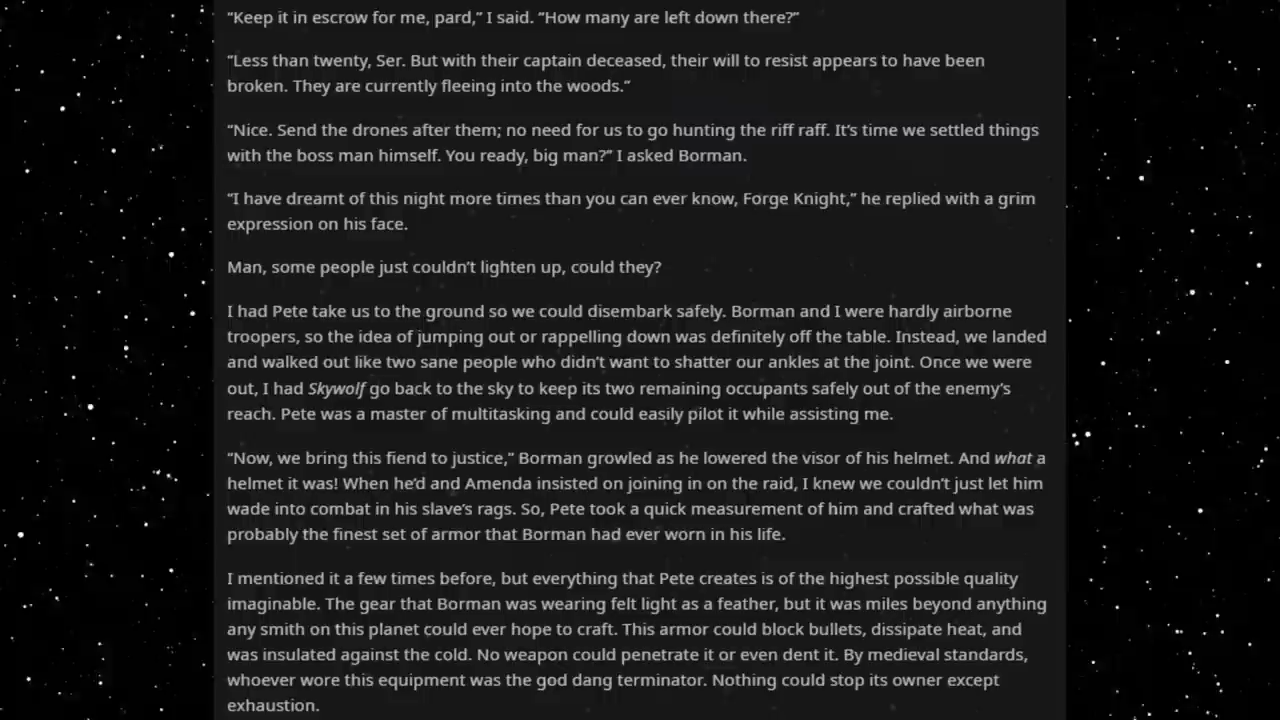 “Keep it in escrow for me, pard,” I said. “How many are left down there?”
“Less than twenty, Ser. But with their captain deceased, their will to resist appears to have been
broken. They are currently fleeing into the woods.”
“Nice. Send the drones after them; no need for us to go hunting the riff raff. It’s time we settled things
with the boss man himself. You ready, big man?” I asked Borman.
“I have dreamt of this night more times than you can ever know, Forge Knight,” he replied with a grim
expression on his face.
Man, some people just couldn’t lighten up, could they?
I had Pete take us to the ground so we could disembark safely. Borman and I were hardly airborne
troopers, so the idea of jumping out or rappelling down was definitely off the table. Instead, we landed
and walked out like two sane people who didn’t want to shatter our ankles at the joint. Once we were
out, I had Skywolf go back to the sky to keep its two remaining occupants safely out of the enemy’s
reach. Pete was a master of multitasking and could easily pilot it while assisting me.
“Now, we bring this fiend to justice,” Borman growled as he lowered the visor of his helmet. And what a
helmet it was! When he’d and Amenda insisted on joining in on the raid, I knew we couldn’t just let him
wade into combat in his slave’s rags. So, Pete took a quick measurement of him and crafted what was
probably the finest set of armor that Borman had ever worn in his life.
I mentioned it a few times before, but everything that Pete creates is of the highest possible quality
imaginable. The gear that Borman was wearing felt light as a feather, but it was miles beyond anything
any smith on this planet could ever hope to craft. This armor could block bullets, dissipate heat, and
was insulated against the cold. No weapon could penetrate it or even dent it. By medieval standards,
whoever wore this equipment was the god dang terminator. Nothing could stop its owner except
exhaustion.